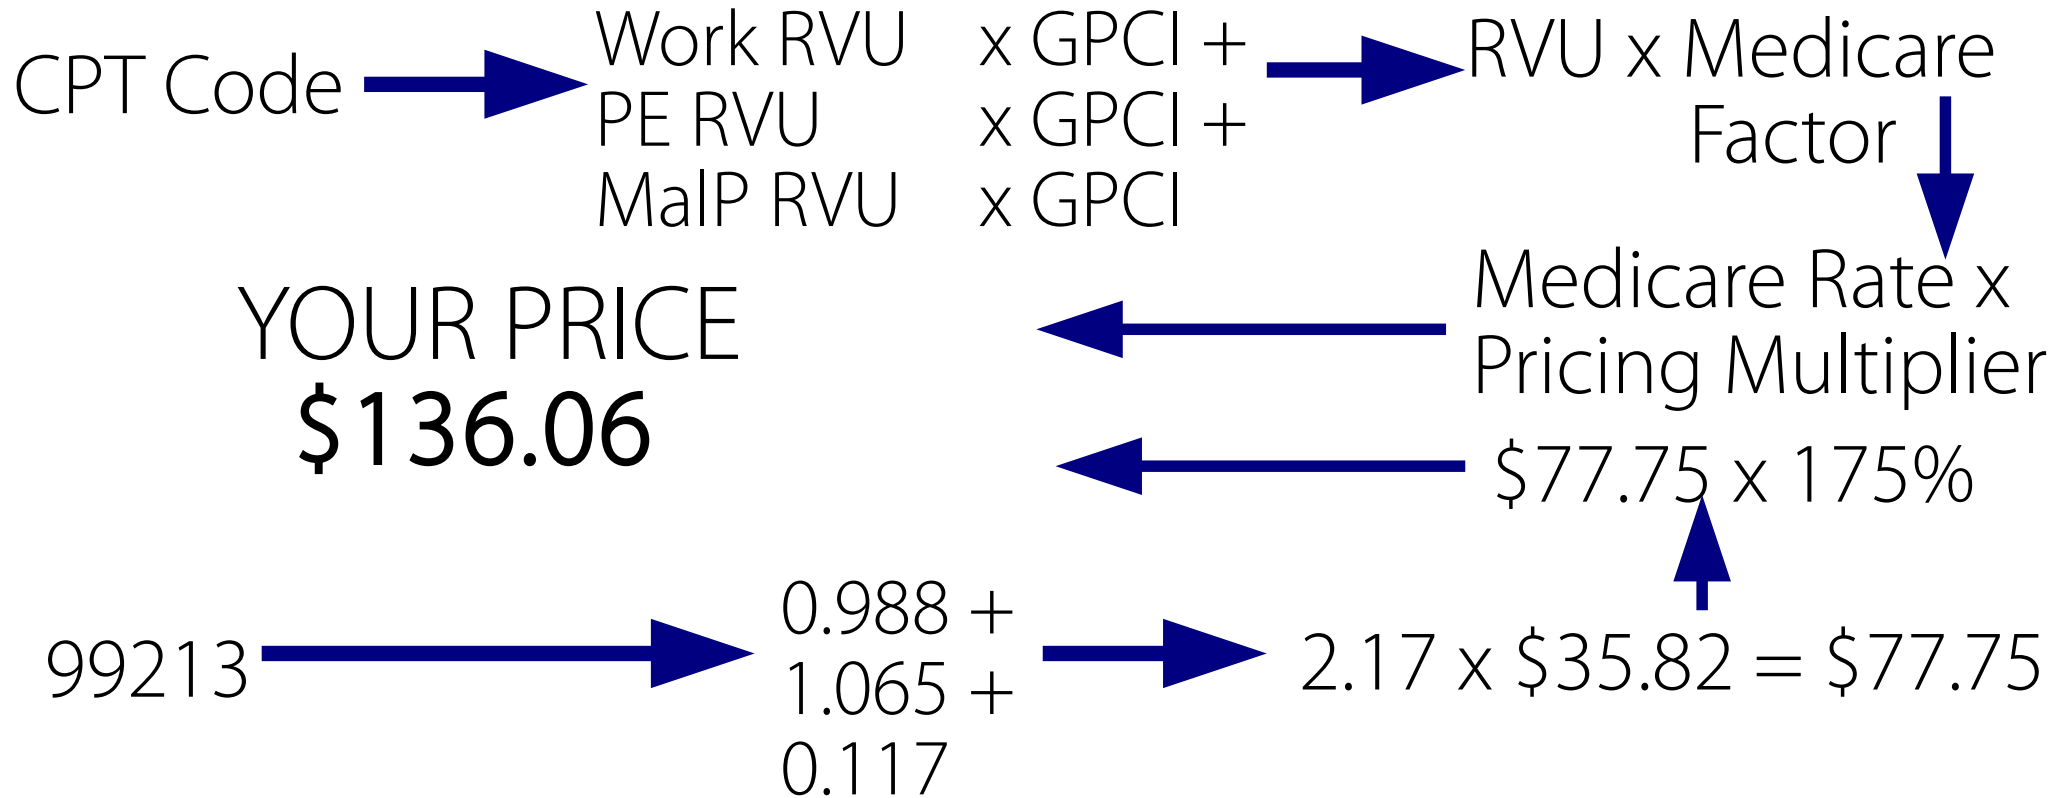 CPT Code
Work RVU x GPCI +
PE RVU x GPCI +
MalP RVU x GPCI
RVU x Medicare
Factor
Medicare Rate x
Pricing Multiplier
YOUR PRICE
$136.06
$77.75 x 175%
99213
0.988 +
1.065 +
0.117
2.17 x $35.82 = $77.75